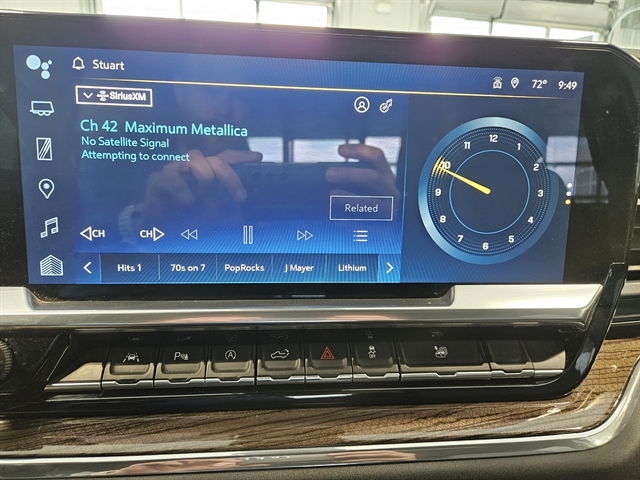 Stuart
72° 9:49
SiriusXM
Ch 42 Maximum Metallica
No Satellite Signal
Attempting to connect
Related
CH CH
Hits 1 70s on 7 PopRocks J Mayer Lithium
12
11 1
10 2
9 3
8 4
7 5
6
A